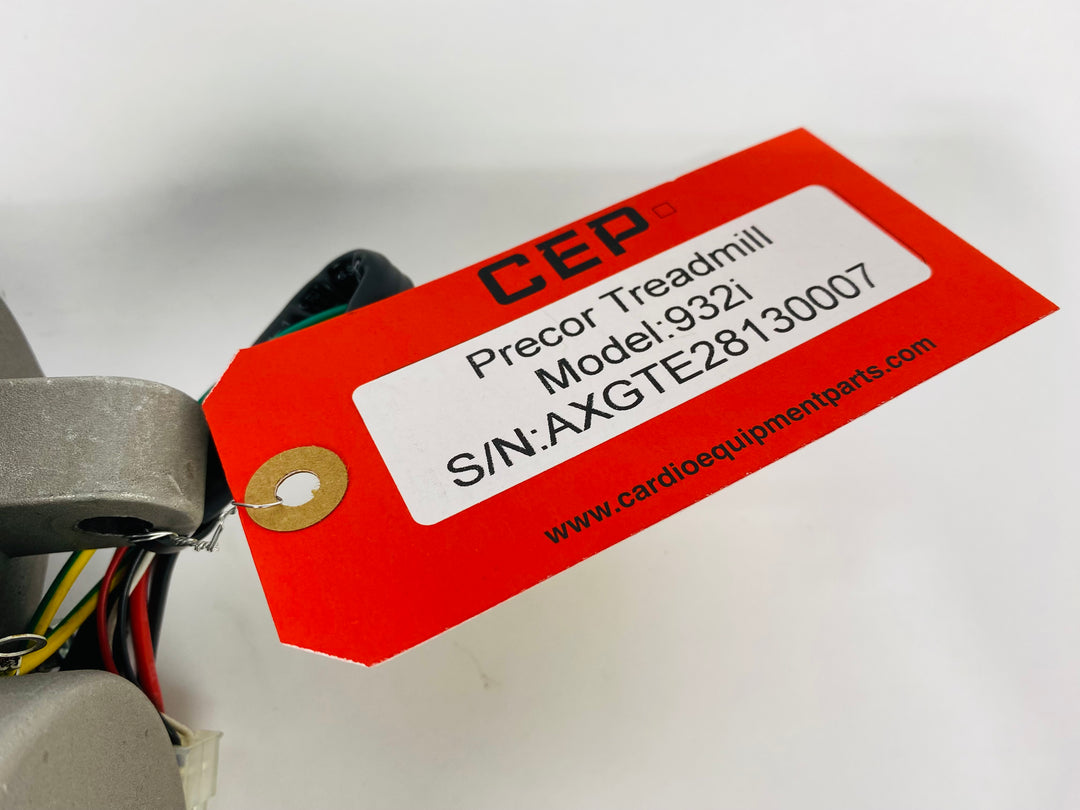 CEP
Precor Treadmill
Model:932i
S/N:AXGTE28130007
www.cardioequipmentparts.com